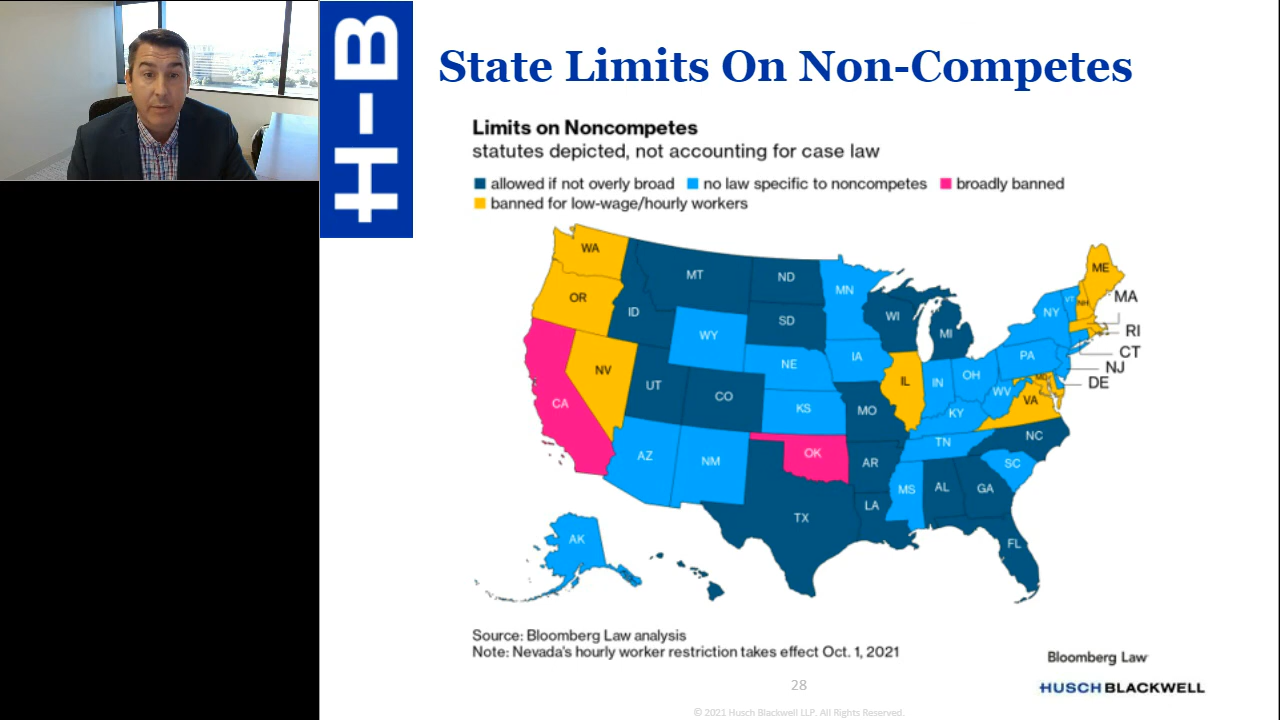 H-B
State Limits On Non-Competes
Limits on Noncompetes
statutes depicted, not accounting for case law
allowed if not overly broad no law specific to noncompetes broadly banned
banned for low-wage/hourly workers
WA
ME
MT
ND
MN
OR
MA
VT
NH
ID
SD
WI
NY
MI
RI
WY
CT
IA
PA
NE
NJ
NV
IL
IN
OH
DE
MD
UT
CO
WV
VA
CA
KS
MO
KY
NC
TN
AZ
NM
OK
AR
SC
MS
AL
GA
LA
TX
FL
AK
Source: Bloomberg Law analysis
Note: Nevada's hourly worker restriction takes effect Oct. 1, 2021
Bloomberg Law
28
HUSCH BLACKWELL
© 2021 Husch Blackwell LLP. All Rights Reserved.